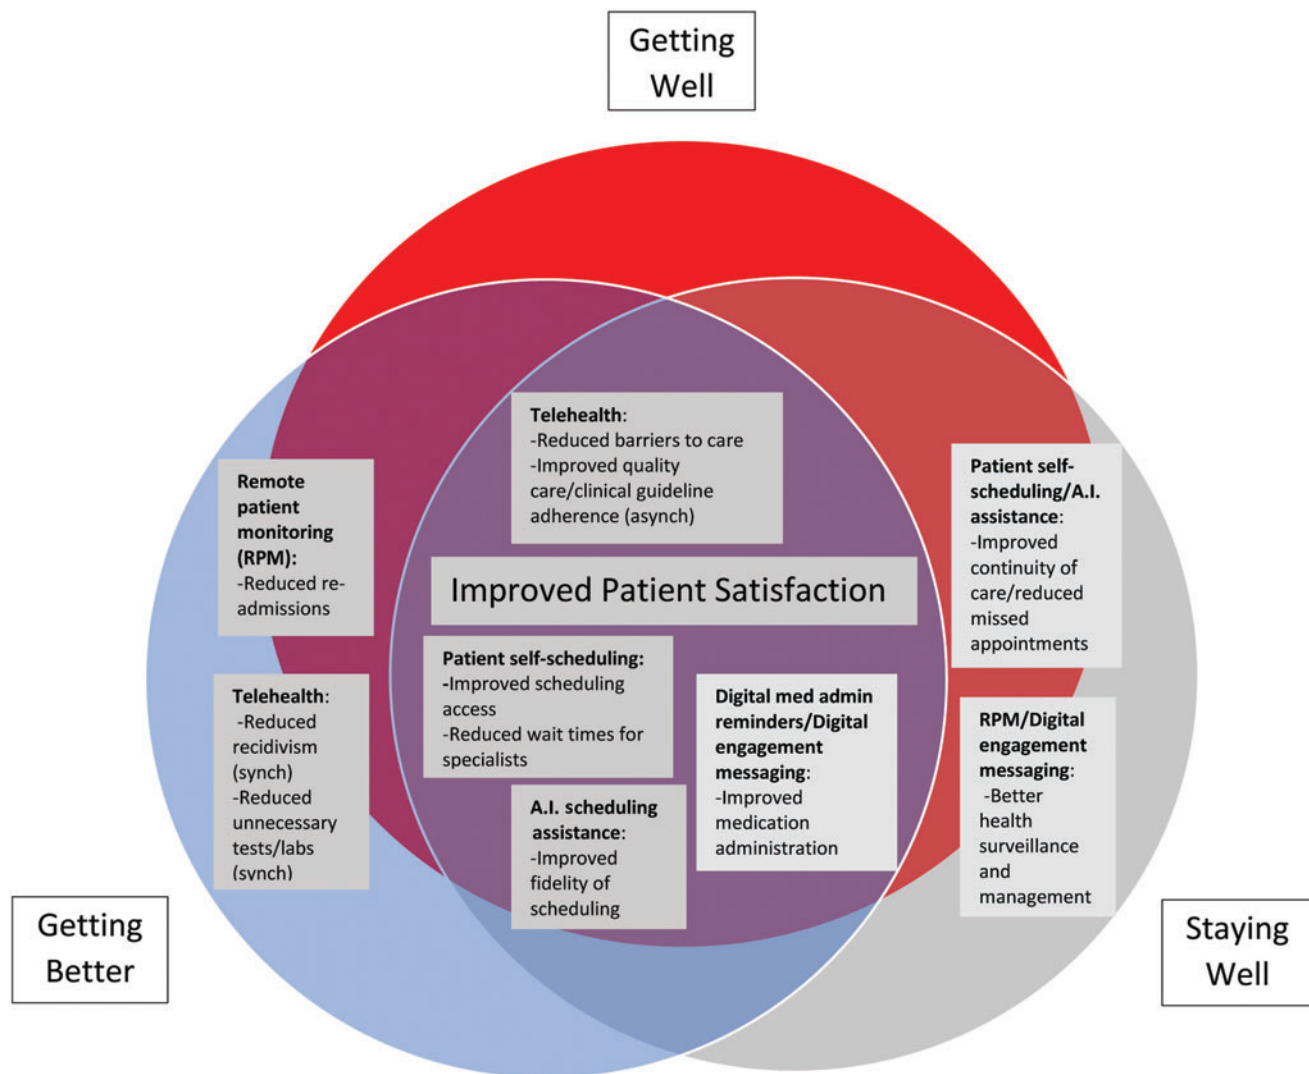 Getting
Well
Telehealth:
-Reduced barriers to care
-Improved quality
care/clinical guideline
adherence (asynch)
Remote
patient
monitoring
(RPM):
-Reduced re-
admissions
Patient self-
scheduling/A.I.
assistance:
-Improved
continuity of
care/reduced
missed
appointments
Improved Patient Satisfaction
Patient self-scheduling:
-Improved scheduling
access
-Reduced wait times for
specialists
Telehealth:
-Reduced
recidivism
(synch)
-Reduced
unnecessary
tests/labs
(synch)
Digital med admin
reminders/Digital
engagement
messaging:
-Improved
medication
administration
RPM/Digital
engagement
messaging:
-Better
health
surveillance
and
management
A.I. scheduling
assistance:
-Improved
fidelity of
scheduling
Getting
Better
Staying
Well